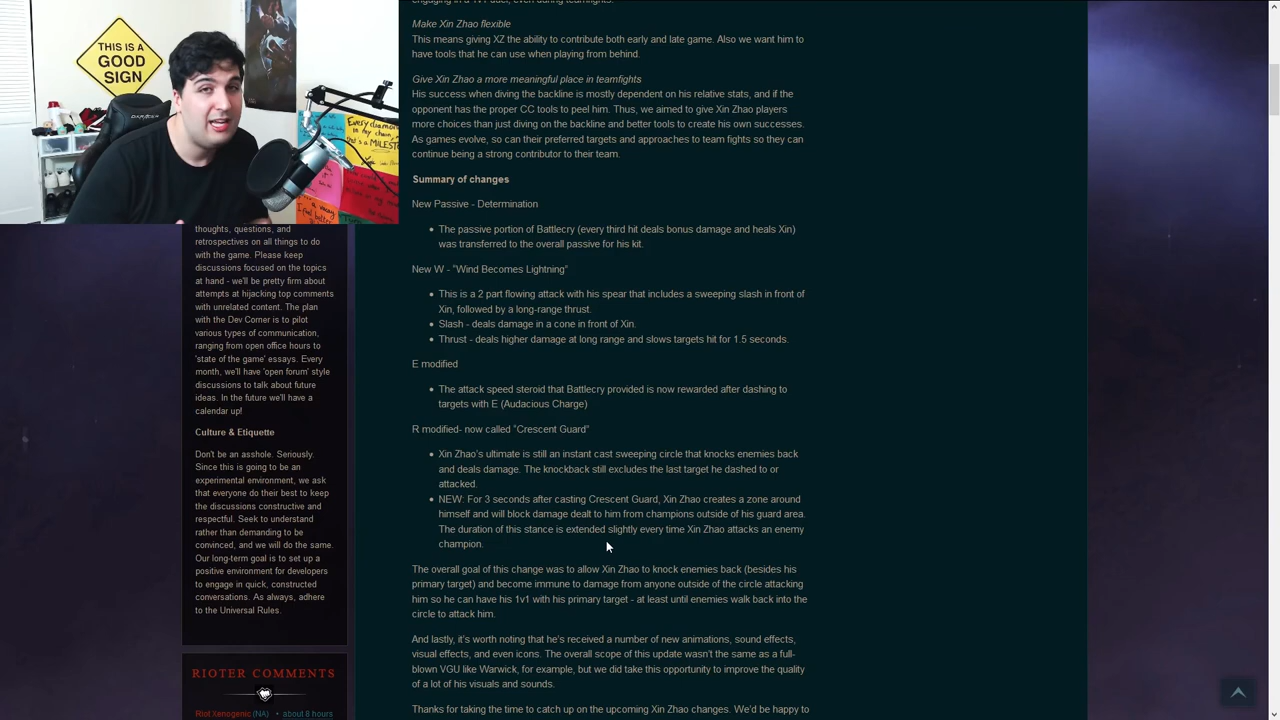 THIS IS A
GOOD
SIGN
DXRACER
Every diamond
in my chain,
that's a MILESTONE
engaging in a 1v1 duel, even during teamfights.
Make Xin Zhao flexible
This means giving XZ the ability to contribute both early and late game. Also we want him to
have tools that he can use when playing from behind.
Give Xin Zhao a more meaningful place in teamfights
His success when diving the backline is mostly dependent on his relative stats, and if the
opponent has the proper CC tools to peel him. Thus, we aimed to give Xin Zhao players
more choices than just diving on the backline and better tools to create his own successes.
As games evolve, so can their preferred targets and approaches to team fights so they can
continue being a strong contributor to their team.
Summary of changes
New Passive - Determination
The passive portion of Battlecry (every third hit deals bonus damage and heals Xin)
was transferred to the overall passive for his kit.
New W - "Wind Becomes Lightning"
This is a 2 part flowing attack with his spear that includes a sweeping slash in front of
Xin, followed by a long-range thrust.
Slash - deals damage in a cone in front of Xin.
Thrust - deals higher damage at long range and slows targets hit for 1.5 seconds.
E modified
The attack speed steroid that Battlecry provided is now rewarded after dashing to
targets with E (Audacious Charge)
R modified- now called "Crescent Guard"
Xin Zhao's ultimate is still an instant cast sweeping circle that knocks enemies back
and deals damage. The knockback still excludes the last target he dashed to or
attacked.
NEW: For 3 seconds after casting Crescent Guard, Xin Zhao creates a zone around
himself and will block damage dealt to him from champions outside of his guard area.
The duration of this stance is extended slightly every time Xin Zhao attacks an enemy
champion.
The overall goal of this change was to allow Xin Zhao to knock enemies back (besides his
primary target) and become immune to damage from anyone outside of the circle attacking
him so he can have his 1v1 with his primary target - at least until enemies walk back into the
circle to attack him.
And lastly, it's worth noting that he's received a number of new animations, sound effects,
visual effects, and even icons. The overall scope of this update wasn't the same as a full-
blown VGU like Warwick, for example, but we did take this opportunity to improve the quality
of a lot of his visuals and sounds.
Thanks for taking the time to catch up on the upcoming Xin Zhao changes. We'd be happy to
thoughts, questions, and
retrospectives on all things to do
with the game. Please keep
discussions focused on the topics
at hand - we'll be pretty firm about
attempts at hijacking top comments
with unrelated content. The plan
with the Dev Corner is to pilot
various types of communication,
ranging from open office hours to
'state of the game' essays. Every
month, we'll have 'open forum' style
discussions to talk about future
ideas. In the future we'll have a
calendar up!
Culture & Etiquette
Don't be an asshole. Seriously.
Since this is going to be an
experimental environment, we ask
that everyone do their best to keep
the discussions constructive and
respectful. Seek to understand
rather than demanding to be
convinced, and we will do the same.
Our long-term goal is to set up a
positive environment for developers
to engage in quick, constructed
conversations. As always, adhere
to the Universal Rules.
RIOTER COMMENTS
Riot Xenogenic (NA) • about 8 hours